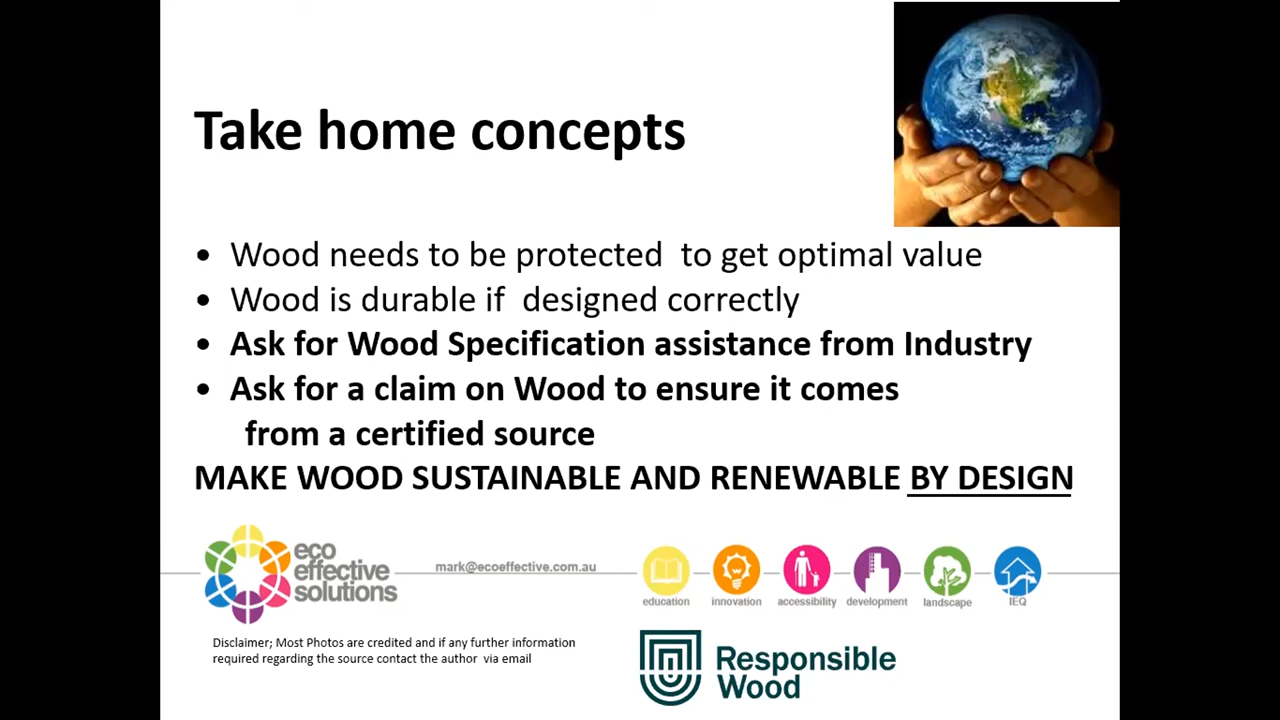 Take home concepts
• Wood needs to be protected  to get optimal value
• Wood is durable if  designed correctly
• Ask for Wood Specification assistance from Industry
• Ask for a claim on Wood to ensure it comes
from a certified source
MAKE WOOD SUSTAINABLE AND RENEWABLE BY DESIGN
eco
effective
solutions
mark@ecoeffective.com.au
education
innovation
accessibility
development
landscape
IEQ
Disclaimer; Most Photos are credited and if any further information
required regarding the source contact the author  via email
Responsible
Wood